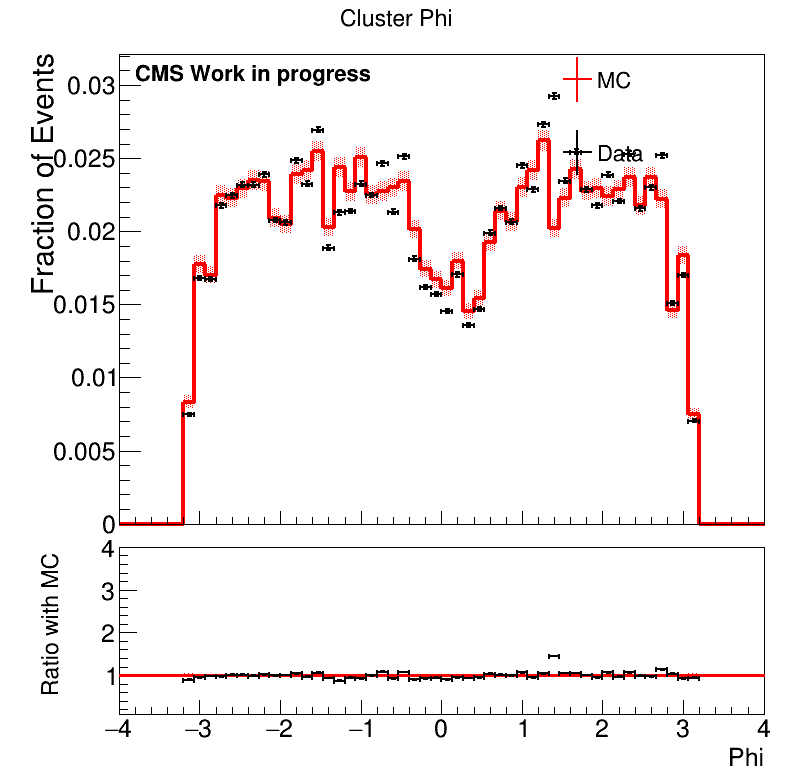 Cluster Phi
CMS Work in progress
MC
Data
Fraction of Events
0.03
0.025
0.02
0.015
0.01
0.005
0
Ratio with MC
4
3
2
1
−4 −3 −2 −1 0 1 2 3 4
Phi